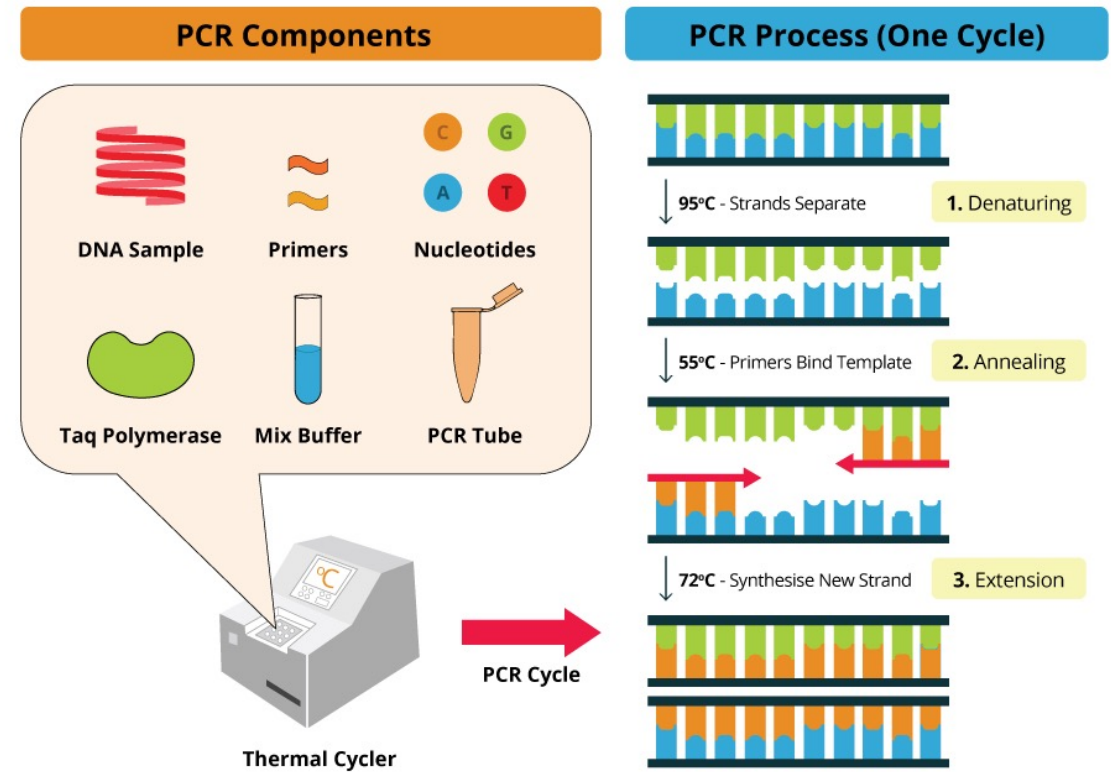 PCR Components
PCR Process (One Cycle)
C
G
A
T
DNA Sample
Primers
Nucleotides
Taq Polymerase
Mix Buffer
PCR Tube
ºC
PCR Cycle
Thermal Cycler
95ºC - Strands Separate
1. Denaturing
55ºC - Primers Bind Template
2. Annealing
72ºC - Synthesise New Strand
3. Extension